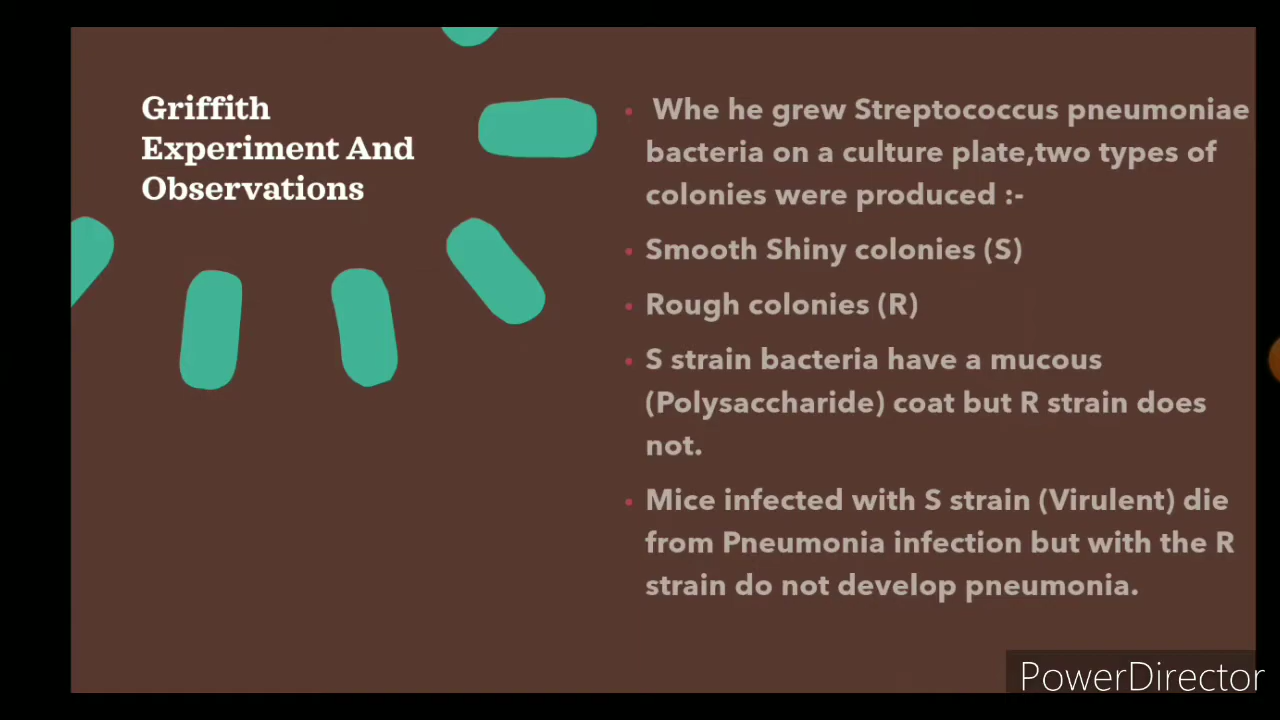 Griffith
Experiment And
Observations
• Whe he grew Streptococcus pneumoniae
bacteria on a culture plate,two types of
colonies were produced :-
• Smooth Shiny colonies (S)
• Rough colonies (R)
• S strain bacteria have a mucous
(Polysaccharide) coat but R strain does
not.
• Mice infected with S strain (Virulent) die
from Pneumonia infection but with the R
strain do not develop pneumonia.
PowerDirector